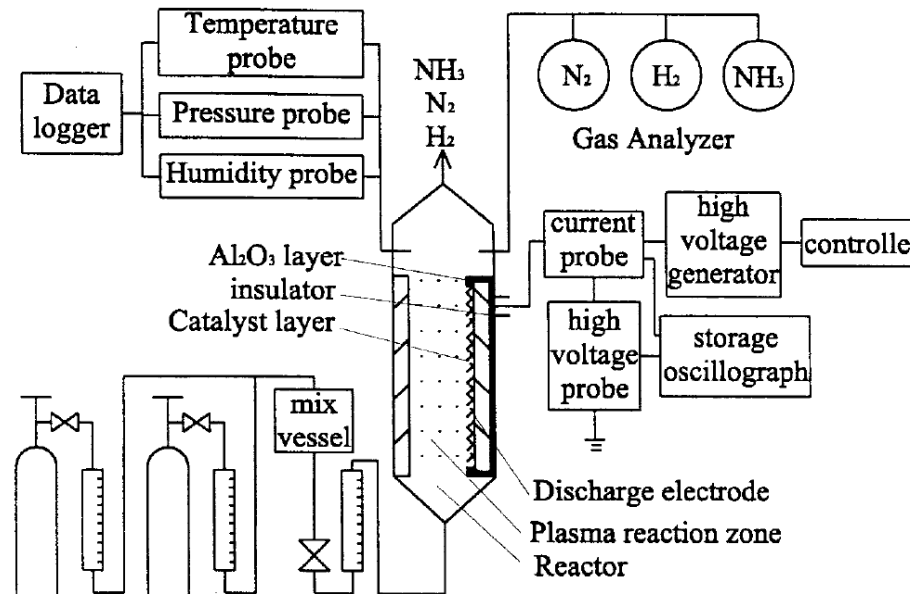 Temperature
probe
Data
logger
Pressure probe
Humidity probe
NH₃
N₂
H₂
N₂
H₂
NH₃
Gas Analyzer
current
probe
high
voltage
generator
controlle
high
voltage
probe
storage
oscillograph
Al₂O₃ layer
insulator
Catalyst layer
mix
vessel
Discharge electrode
Plasma reaction zone
Reactor